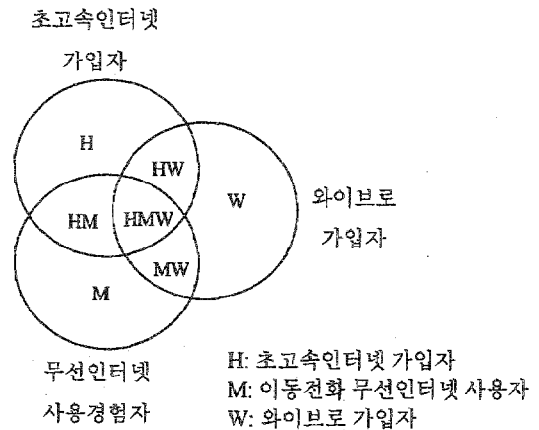 초고속인터넷
가입자
H
HW
W
와이브로
가입자
HM
HMW
MW
M
무선인터넷
사용경험자
H: 초고속인터넷 가입자
M: 이동전화 무선인터넷 사용자
W: 와이브로 가입자